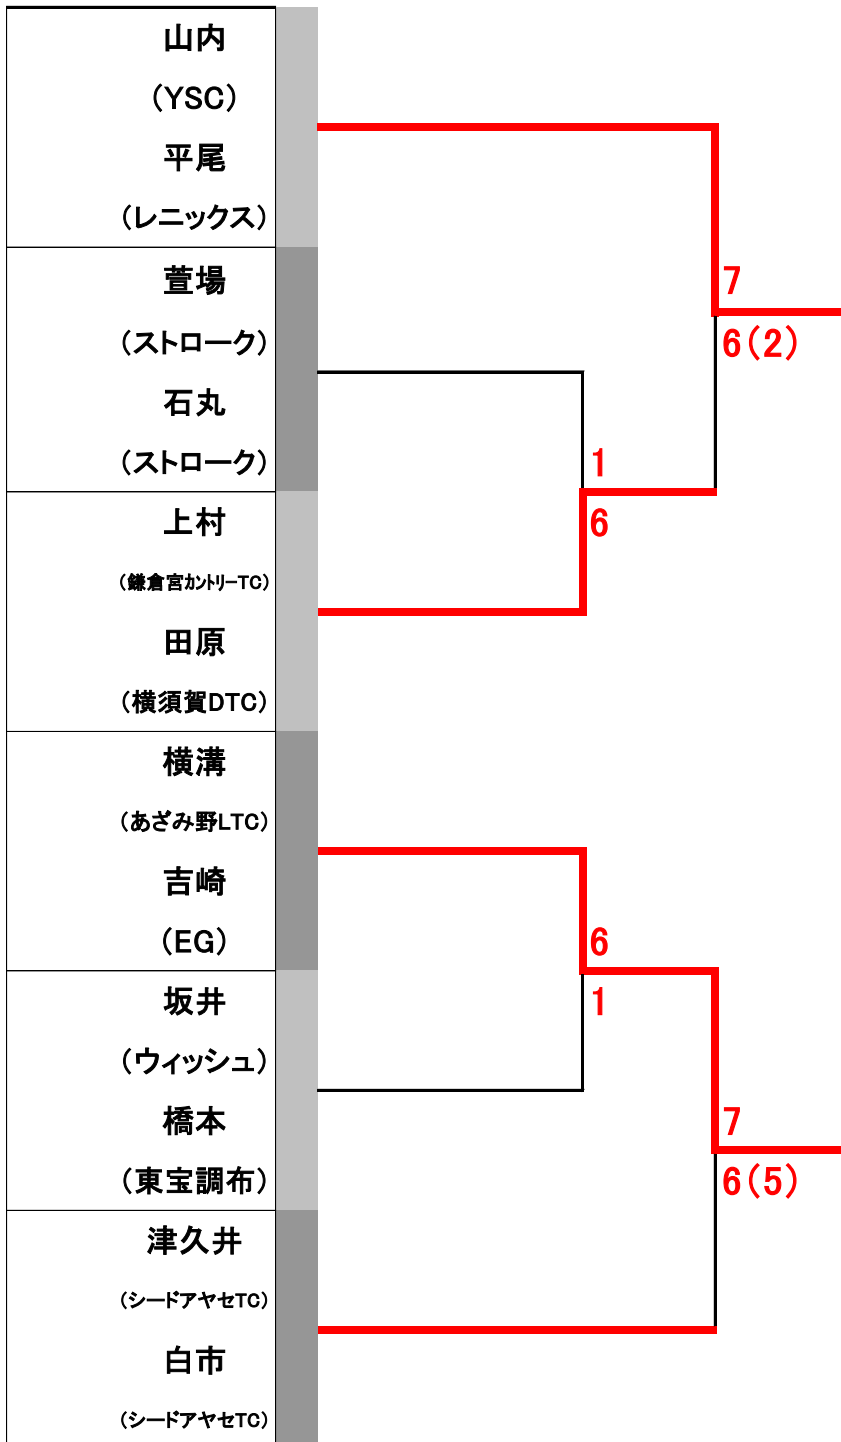 山内
(YSC)
平尾
(レニックス)
萱場
(ストローク)
石丸
(ストローク)
上村
(鎌倉宮ｶﾝﾄﾘｰTC)
田原
(横須賀DTC)
横溝
(あざみ野LTC)
吉崎
(EG)
坂井
(ウィッシュ)
橋本
(東宝調布)
津久井
(シードアヤセTC)
白市
(シードアヤセTC)
7
6(2)
1
6
6
1
7
6(5)